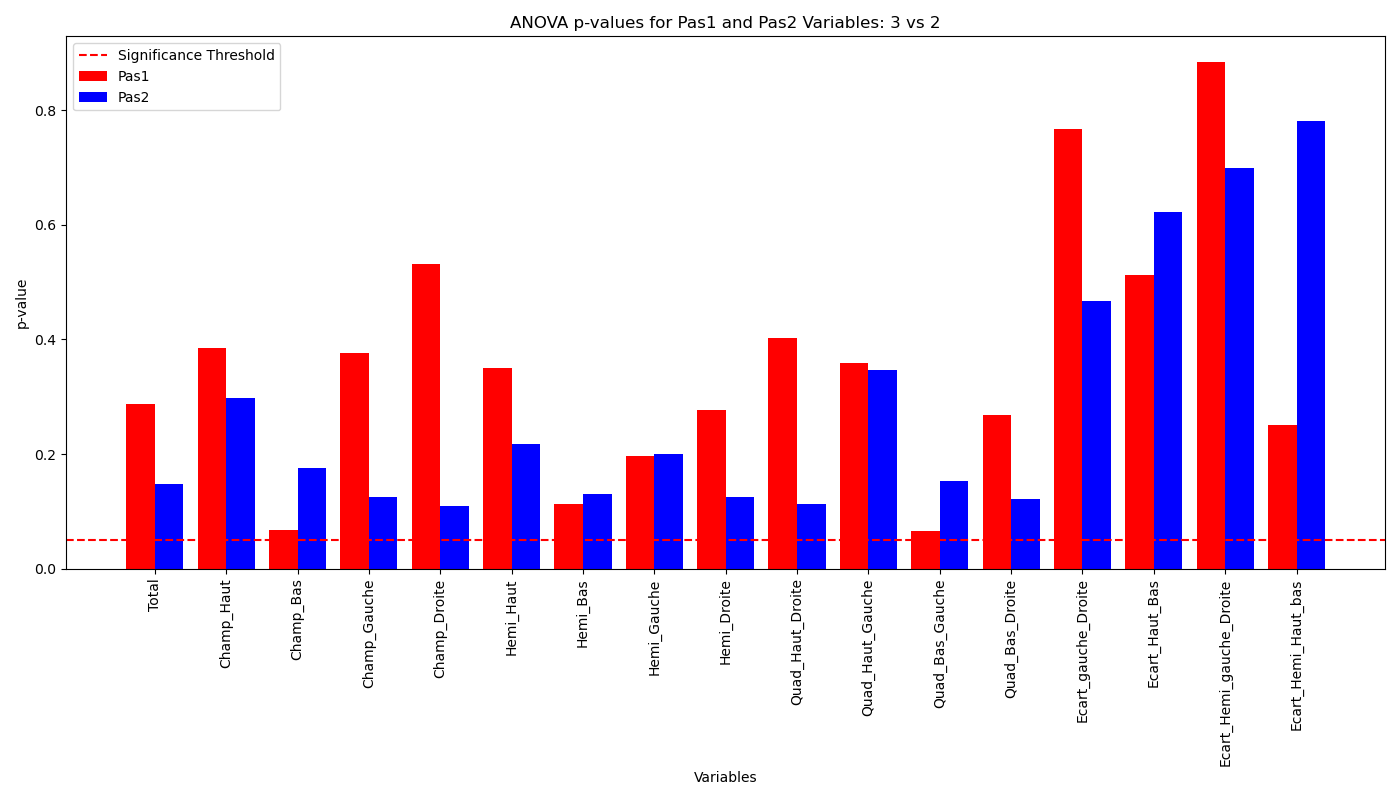 ANOVA p-values for Pas1 and Pas2 Variables: 3 vs 2
Significance Threshold
Pas1
Pas2
p-value
0.8
0.6
0.4
0.2
0.0
Total
Champ_Haut
Champ_Bas
Champ_Gauche
Champ_Droite
Hemi_Haut
Hemi_Bas
Hemi_Gauche
Hemi_Droite
Quad_Haut_Droite
Quad_Haut_Gauche
Quad_Bas_Gauche
Quad_Bas_Droite
Ecart_gauche_Droite
Ecart_Haut_Bas
Ecart_Hemi_gauche_Droite
Ecart_Hemi_Haut_bas
Variables